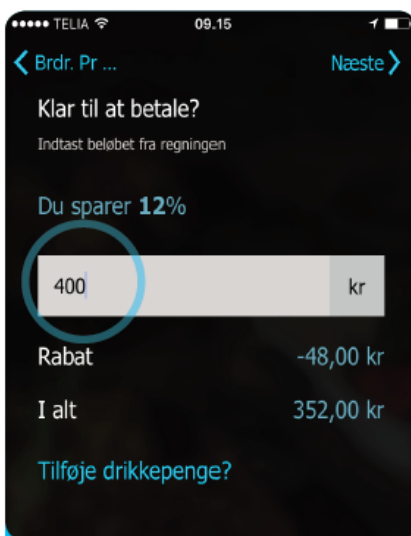 TELIA 09.15
Brdr. Pr ... Næste
Klar til at betale?
Indtast beløbet fra regningen
Du sparer 12%
400 kr
Rabat -48,00 kr
I alt 352,00 kr
Tilføje drikkepenge?